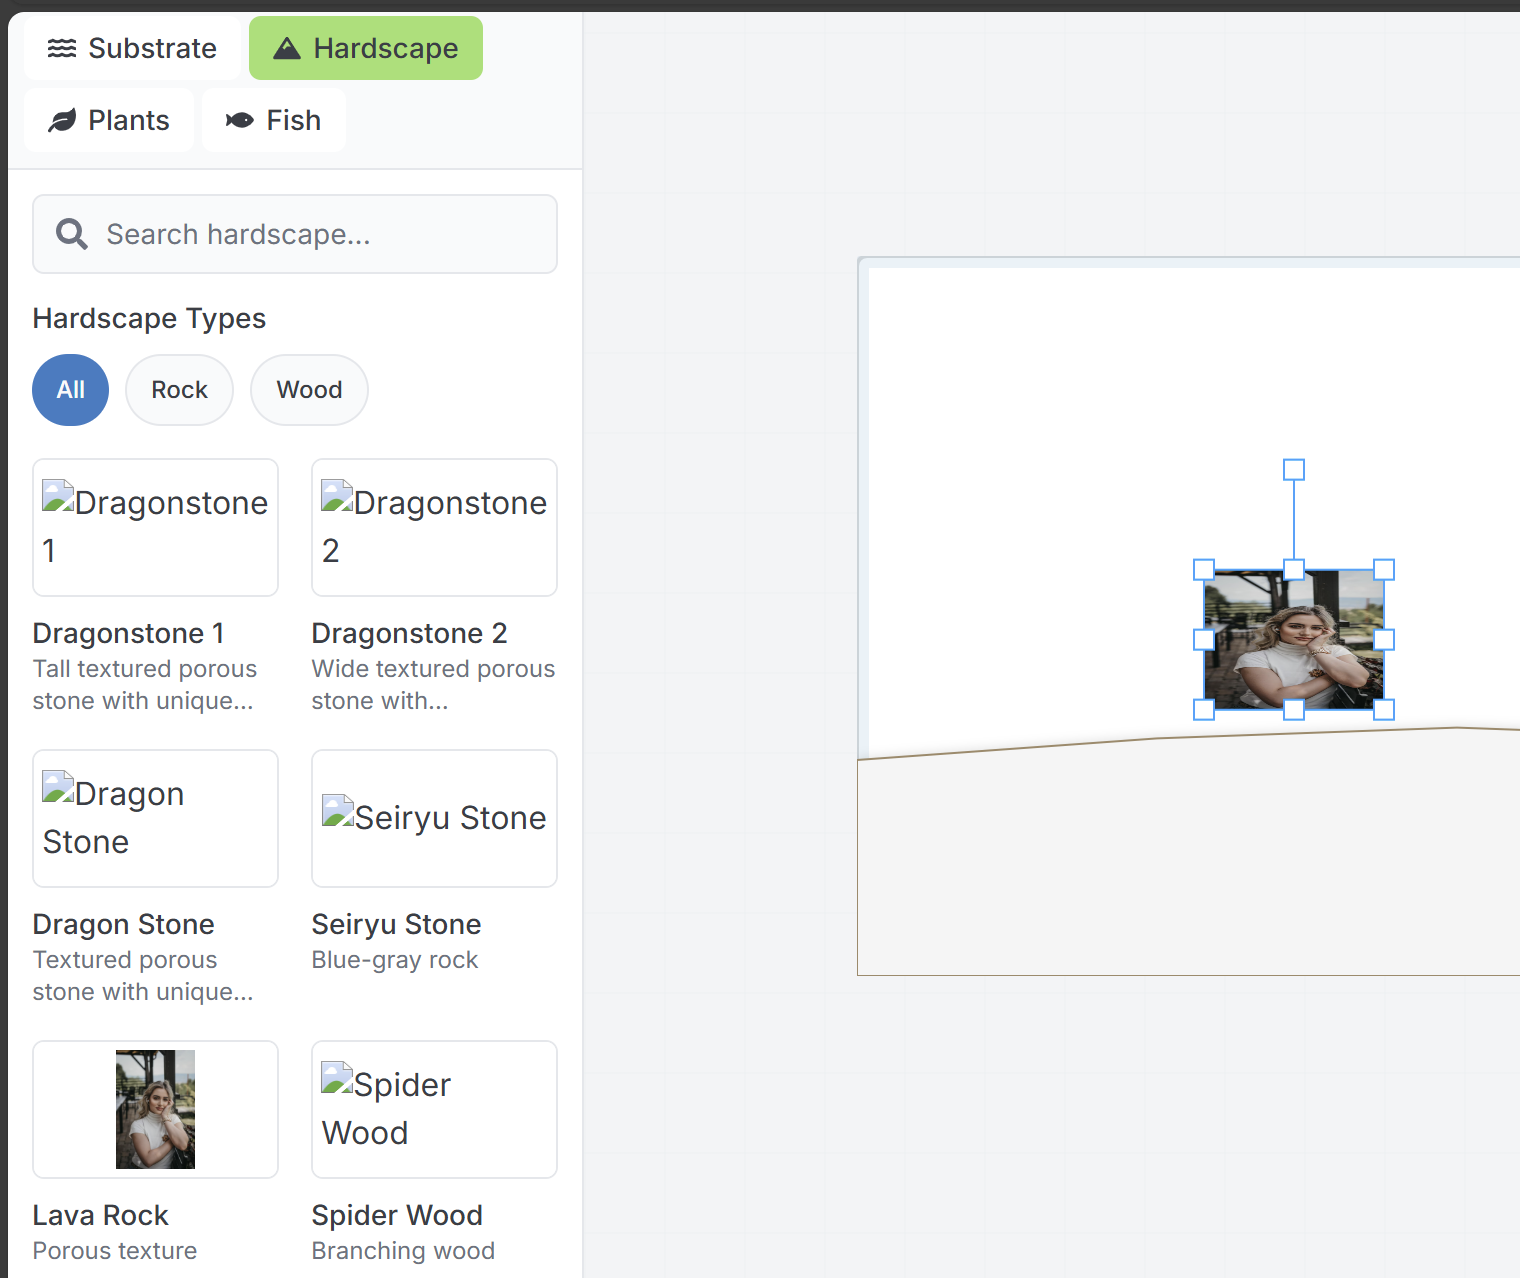 Substrate
Hardscape
Plants
Fish
Search hardscape...
Hardscape Types
All
Rock
Wood
Dragonstone
1
Dragonstone
2
Dragonstone 1
Tall textured porous
stone with unique...
Dragonstone 2
Wide textured porous
stone with...
Dragon
Stone
Seiryu Stone
Dragon Stone
Textured porous
stone with unique...
Seiryu Stone
Blue-gray rock
Spider
Wood
Lava Rock
Porous texture
Spider Wood
Branching wood